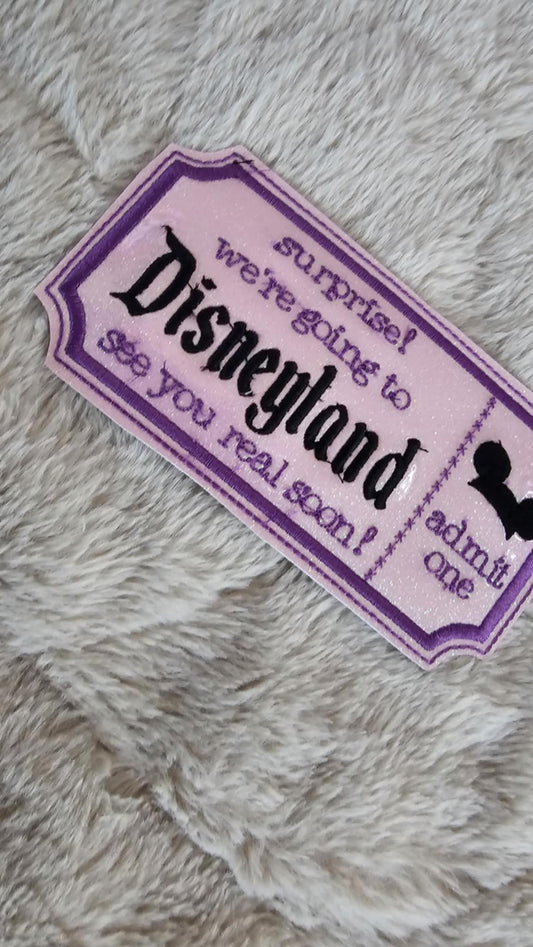 surprise!
we're going to
Disneyland
see you real soon!
admit
one